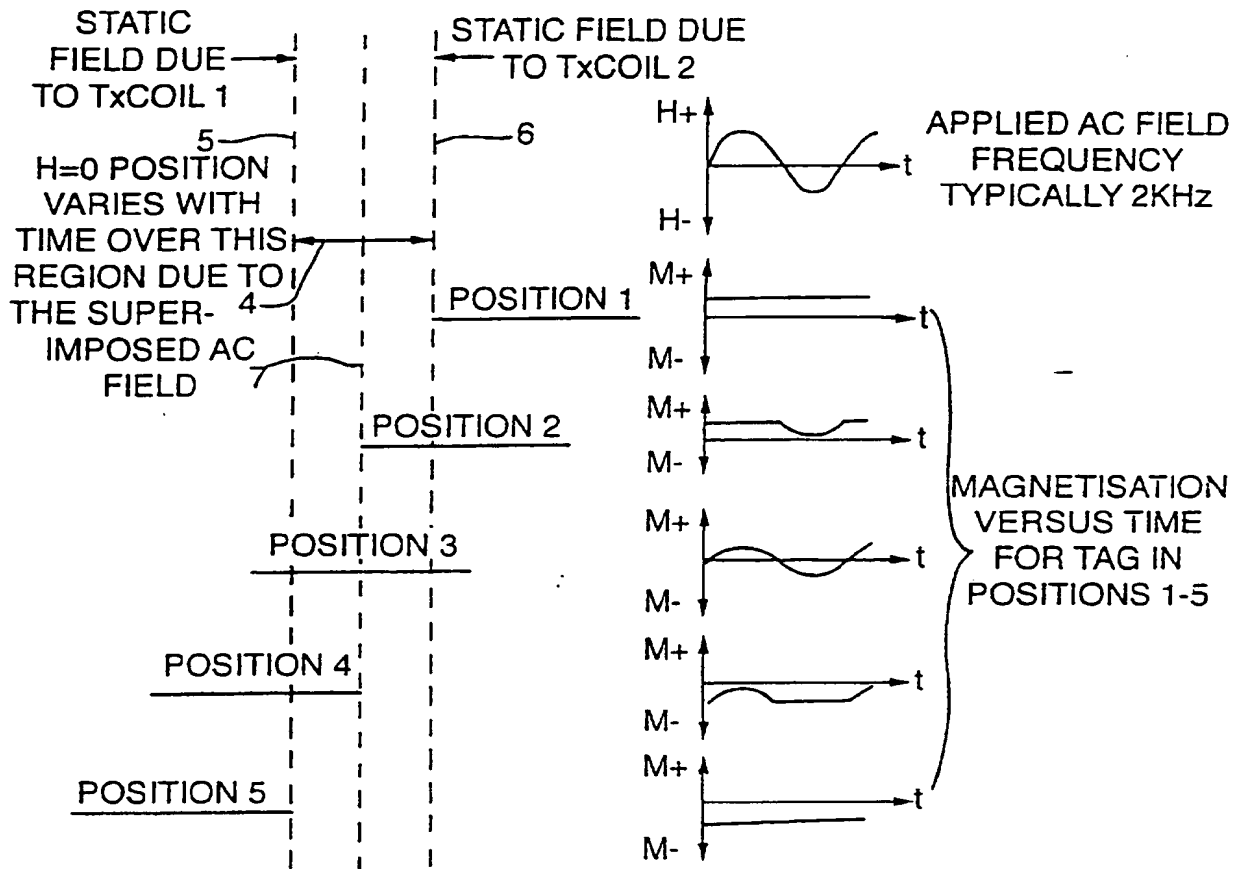 STATIC
FIELD DUE
TO TxCOIL 1
STATIC FIELD DUE
TO TxCOIL 2
5
6
H=0 POSITION
VARIES WITH
TIME OVER THIS
REGION DUE TO
THE SUPER-
IMPOSED AC
FIELD
4
7
H+
t
H-
APPLIED AC FIELD
FREQUENCY
TYPICALLY 2KHz
POSITION 1
M+
t
M-
POSITION 2
M+
t
M-
POSITION 3
M+
t
M-
POSITION 4
M+
t
M-
POSITION 5
M+
t
M-
MAGNETISATION
VERSUS TIME
FOR TAG IN
POSITIONS 1-5